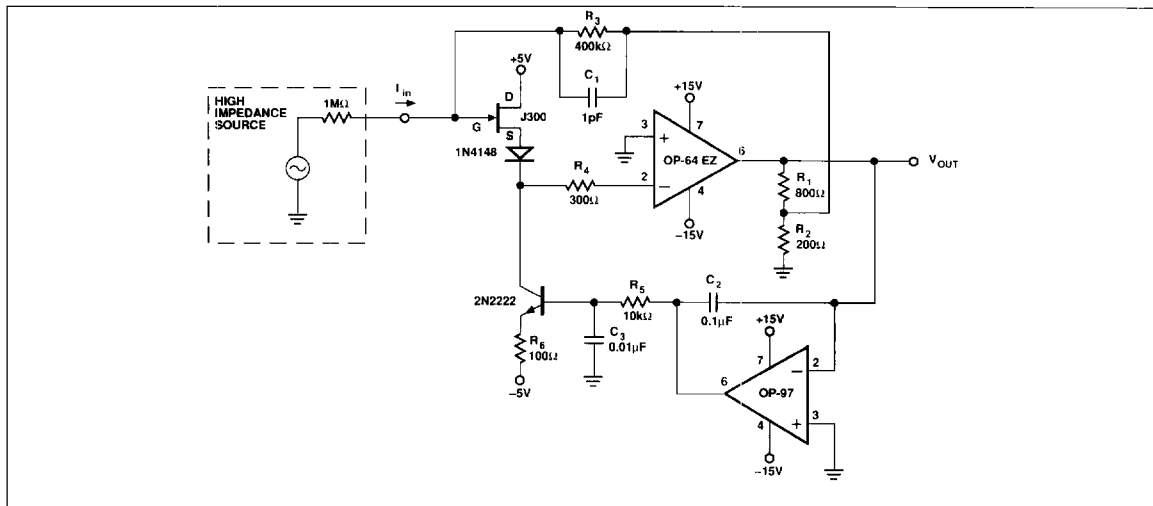 R3
400kΩ
C1
1pF
+5V
HIGH
IMPEDANCE
SOURCE
1MΩ
Iin
D
G
J300
S
1N4148
+15V
3
7
+
OP-64 EZ
6
2
−
4
−15V
R4
300Ω
VOUT
R1
800Ω
R2
200Ω
2N2222
R5
10kΩ
C2
0.1µF
C3
0.01µF
R6
100Ω
−5V
+15V
7
2
−
6
OP-97
4
+
3
−15V